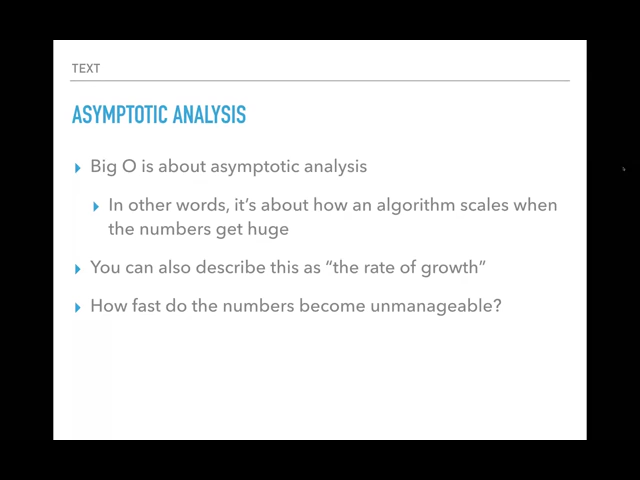 TEXT
ASYMPTOTIC ANALYSIS
Big O is about asymptotic analysis
In other words, it's about how an algorithm scales when
the numbers get huge
You can also describe this as “the rate of growth”
How fast do the numbers become unmanageable?